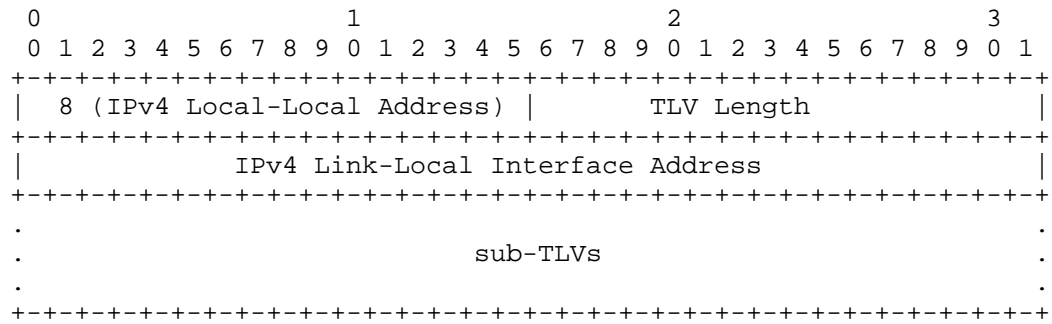 0                   1                   2                   3
 0 1 2 3 4 5 6 7 8 9 0 1 2 3 4 5 6 7 8 9 0 1 2 3 4 5 6 7 8 9 0 1
+-+-+-+-+-+-+-+-+-+-+-+-+-+-+-+-+-+-+-+-+-+-+-+-+-+-+-+-+-+-+-+-+
|  8 (IPv4 Local-Local Address) |       TLV Length              |
+-+-+-+-+-+-+-+-+-+-+-+-+-+-+-+-+-+-+-+-+-+-+-+-+-+-+-+-+-+-+-+-+
|             IPv4 Link-Local Interface Address                 |
+-+-+-+-+-+-+-+-+-+-+-+-+-+-+-+-+-+-+-+-+-+-+-+-+-+-+-+-+-+-+-+-+
.                                                               .
.                            sub-TLVs                           .
.                                                               .
+-+-+-+-+-+-+-+-+-+-+-+-+-+-+-+-+-+-+-+-+-+-+-+-+-+-+-+-+-+-+-+-+